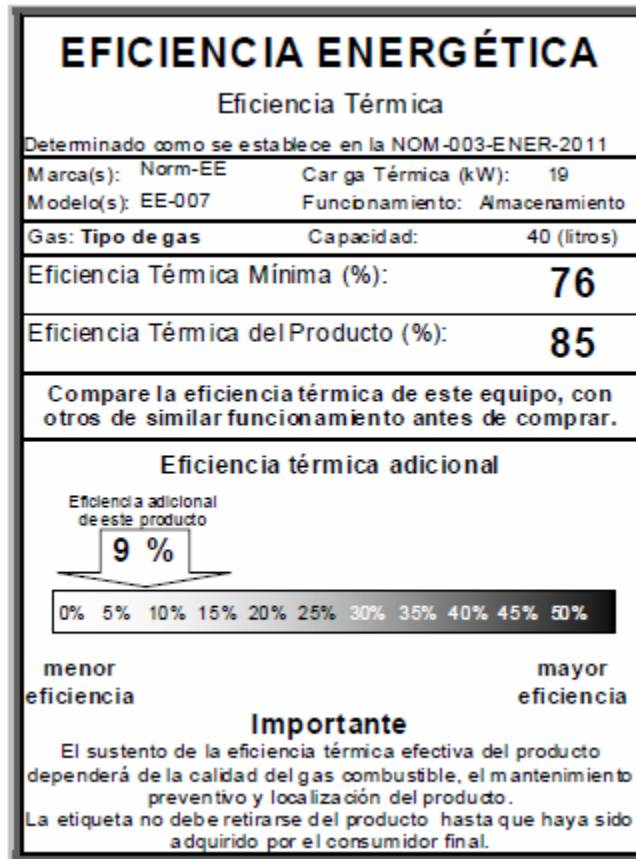 EFICIENCIA ENERGÉTICA
Eficiencia Térmica
Determinado como se establece en la NOM-003-ENER-2011
Marca(s): Norm-EE Carga Térmica (kW): 19
Modelo(s): EE-007 Funcionamiento: Almacenamiento
Gas: Tipo de gas Capacidad: 40 (litros)
Eficiencia Térmica Mínima (%): 76
Eficiencia Térmica del Producto (%): 85
Compare la eficiencia térmica de este equipo, con
otros de similar funcionamiento antes de comprar.
Eficiencia térmica adicional
Eficiencia adicional
de este producto
9 %
0% 5% 10% 15% 20% 25% 30% 35% 40% 45% 50%
menor eficiencia
mayor eficiencia
Importante
El sustento de la eficiencia térmica efectiva del producto
dependerá de la calidad del gas combustible, el mantenimiento
preventivo y localización del producto.
La etiqueta no debe retirarse del producto hasta que haya sido
adquirido por el consumidor final.